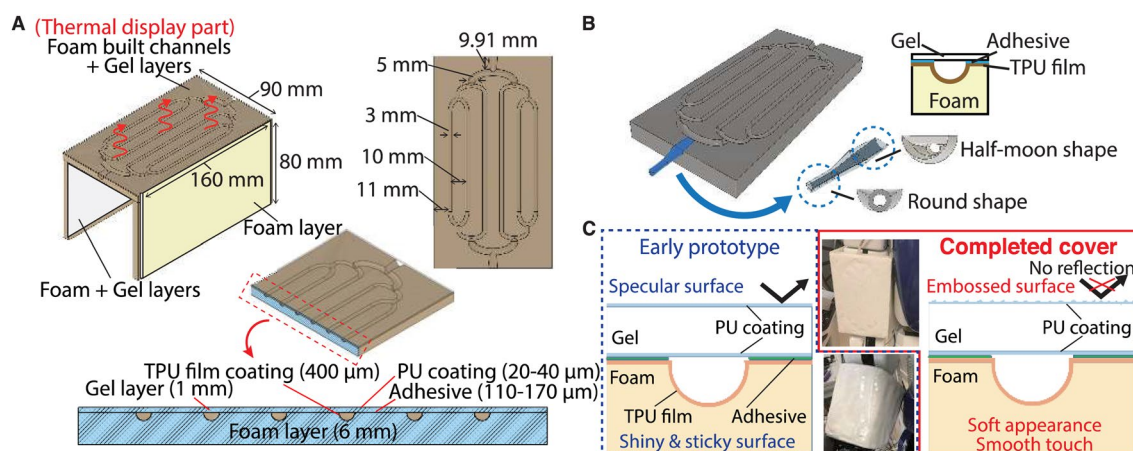 A
(Thermal display part)
Foam built channels
+ Gel layers
90 mm
80 mm
160 mm
Foam layer
Foam + Gel layers
9.91 mm
5 mm
3 mm
10 mm
11 mm
TPU film coating (400 µm)
PU coating (20-40 µm)
Gel layer (1 mm)
Adhesive (110-170 µm)
Foam layer (6 mm)
B
Gel
Adhesive
TPU film
Foam
Half-moon shape
Round shape
C
Early prototype
Specular surface
PU coating
Gel
Foam
TPU film
Adhesive
Shiny & sticky surface
Completed cover
No reflection
Embossed surface
PU coating
Gel
Foam
Soft appearance
Smooth touch